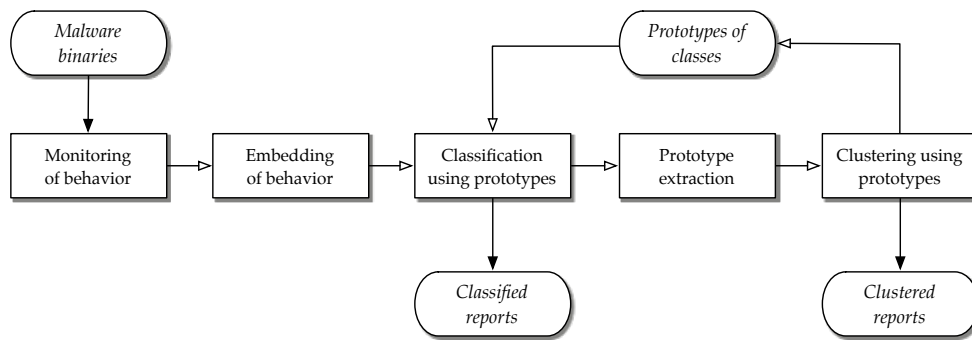 Malware
binaries
Prototypes of
classes
Monitoring
of behavior
Embedding
of behavior
Classification
using prototypes
Prototype
extraction
Clustering using
prototypes
Classified
reports
Clustered
reports